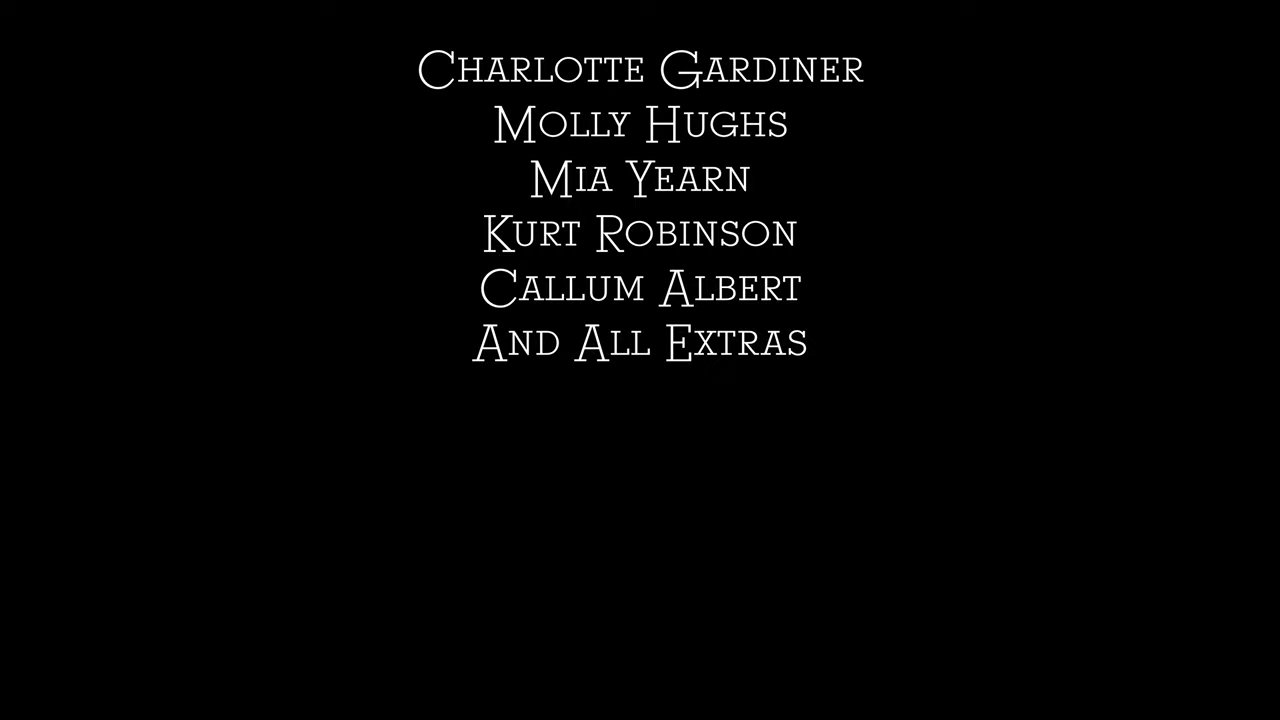 Charlotte Gardiner
Molly Hughs
Mia Yearn
Kurt Robinson
Callum Albert
And All Extras